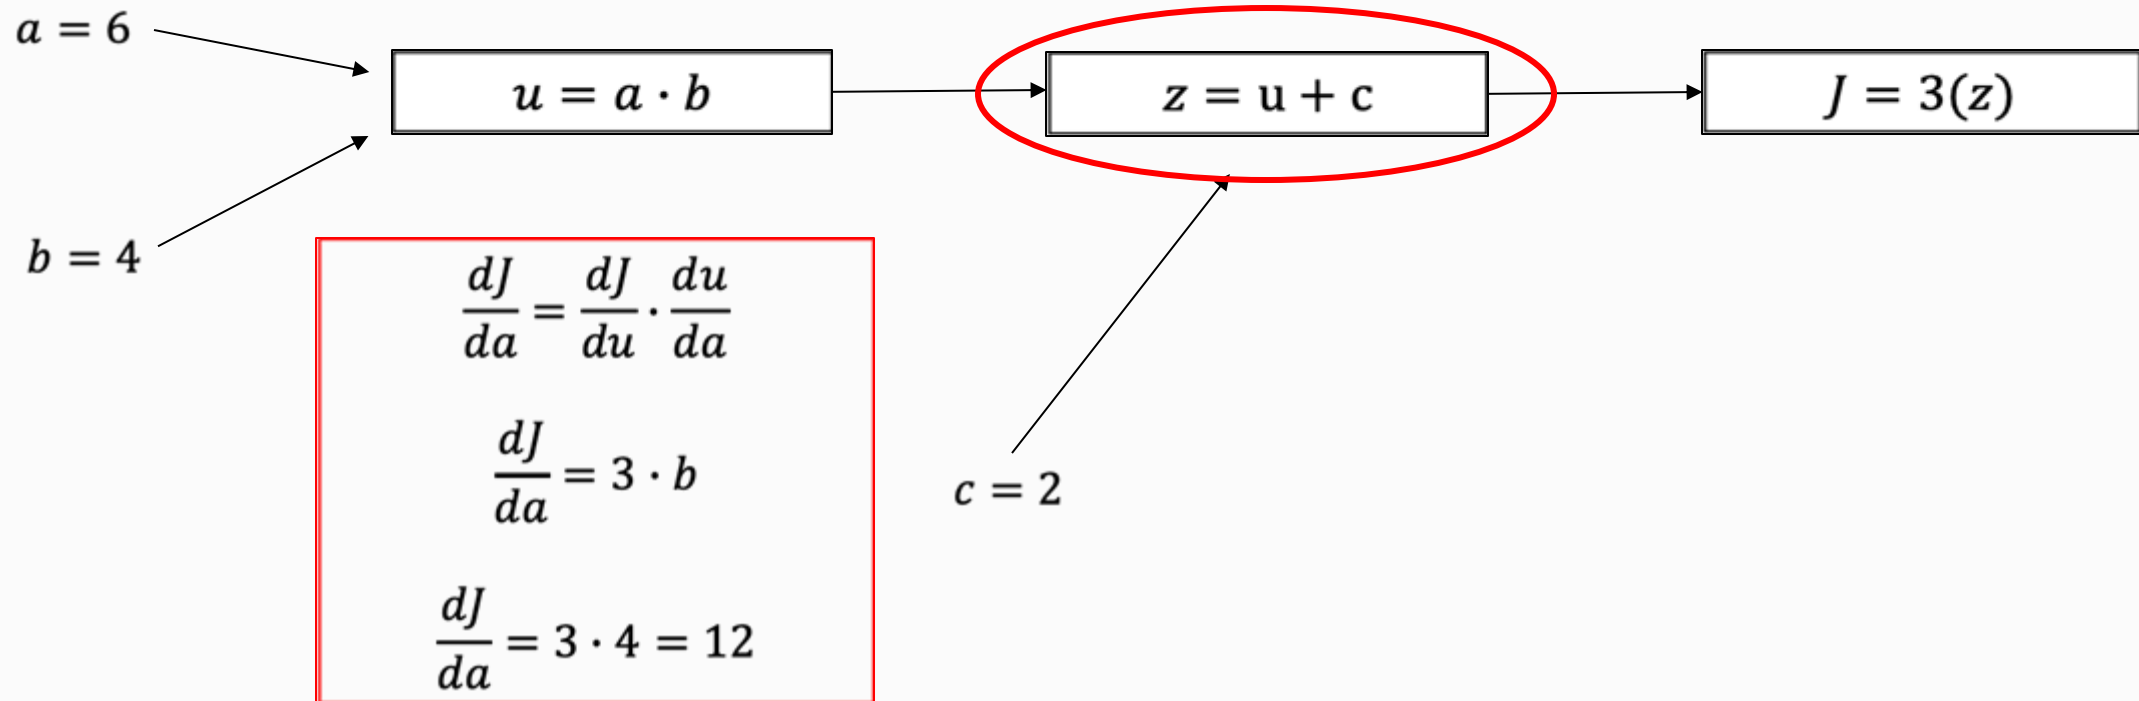 a = 6
u = a · b
z = u + c
J = 3(z)
b = 4
dJ/da = dJ/du · du/da
dJ/da = 3 · b
c = 2
dJ/da = 3 · 4 = 12